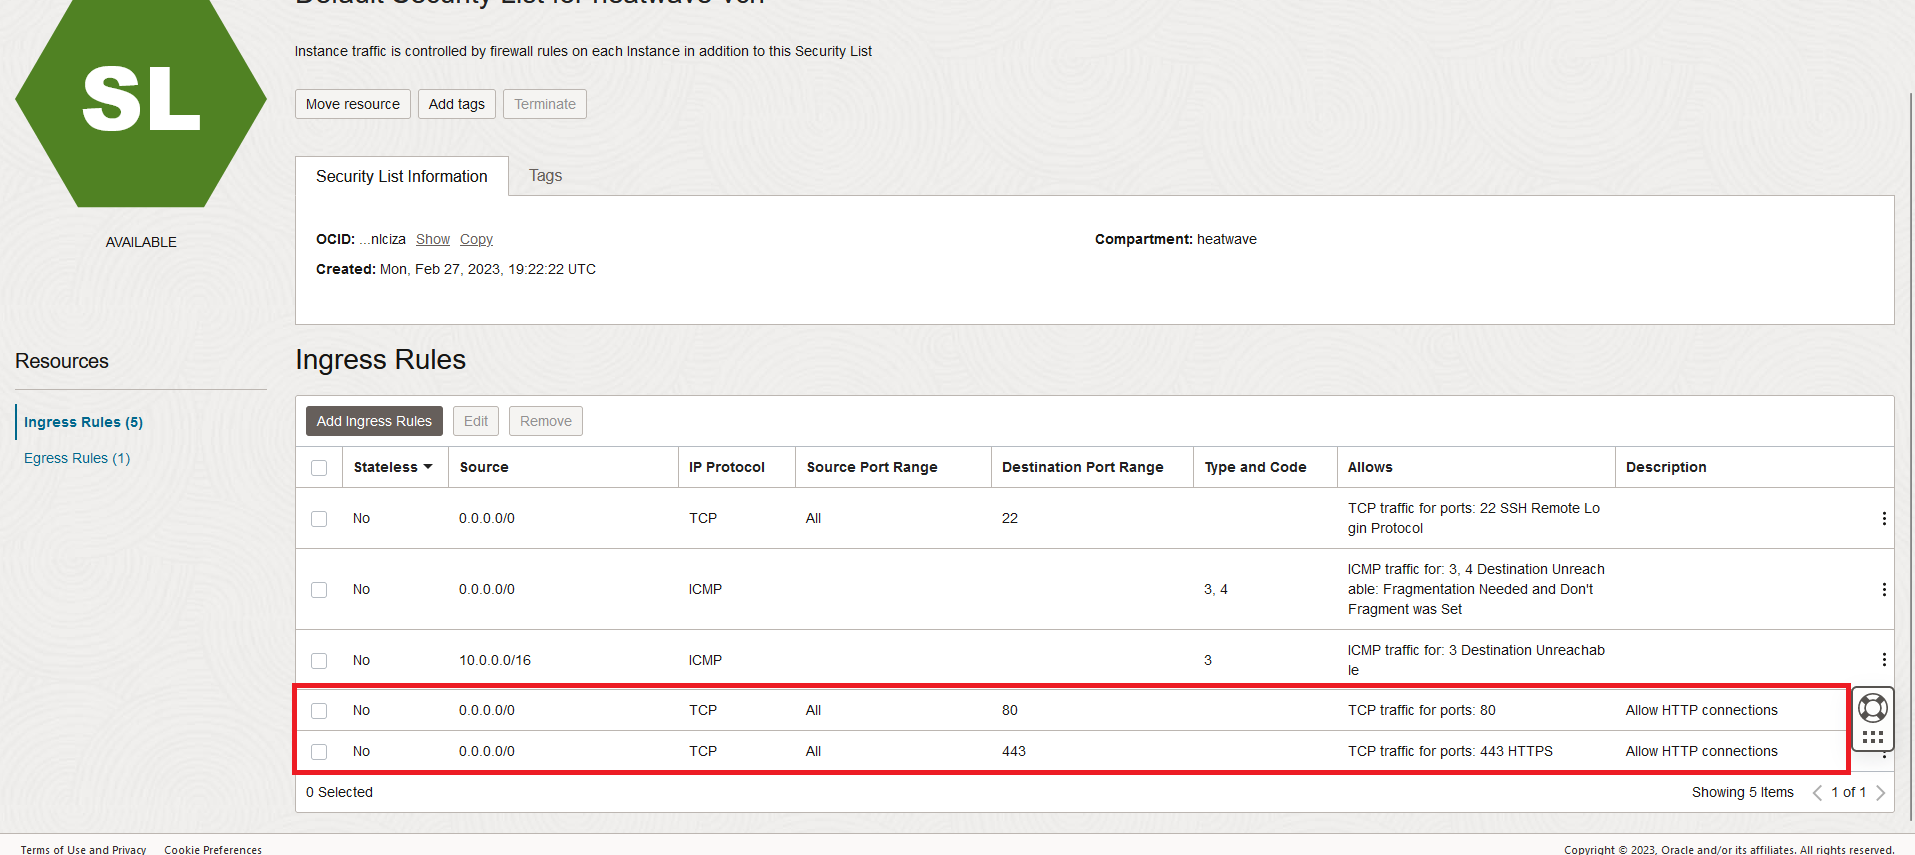 Default Security List for heatwave-vcn
Instance traffic is controlled by firewall rules on each Instance in addition to this Security List
SL
Move resource Add tags Terminate
AVAILABLE
Security List Information Tags
OCID: ...nlciza Show Copy Compartment: heatwave
Created: Mon, Feb 27, 2023, 19:22:22 UTC
Resources
Ingress Rules (5)
Egress Rules (1)
Ingress Rules
Add Ingress Rules Edit Remove
Stateless Source IP Protocol Source Port Range Destination Port Range Type and Code Allows Description
No 0.0.0.0/0 TCP All 22 TCP traffic for ports: 22 SSH Remote Lo
gin Protocol
No 0.0.0.0/0 ICMP 3, 4 ICMP traffic for: 3, 4 Destination Unreach
able: Fragmentation Needed and Don't
Fragment was Set
No 10.0.0.0/16 ICMP 3 ICMP traffic for: 3 Destination Unreachab
le
No 0.0.0.0/0 TCP All 80 TCP traffic for ports: 80 Allow HTTP connections
No 0.0.0.0/0 TCP All 443 TCP traffic for ports: 443 HTTPS Allow HTTP connections
0 Selected Showing 5 Items 1 of 1
Terms of Use and Privacy Cookie Preferences Copyright © 2023, Oracle and/or its affiliates. All rights reserved.